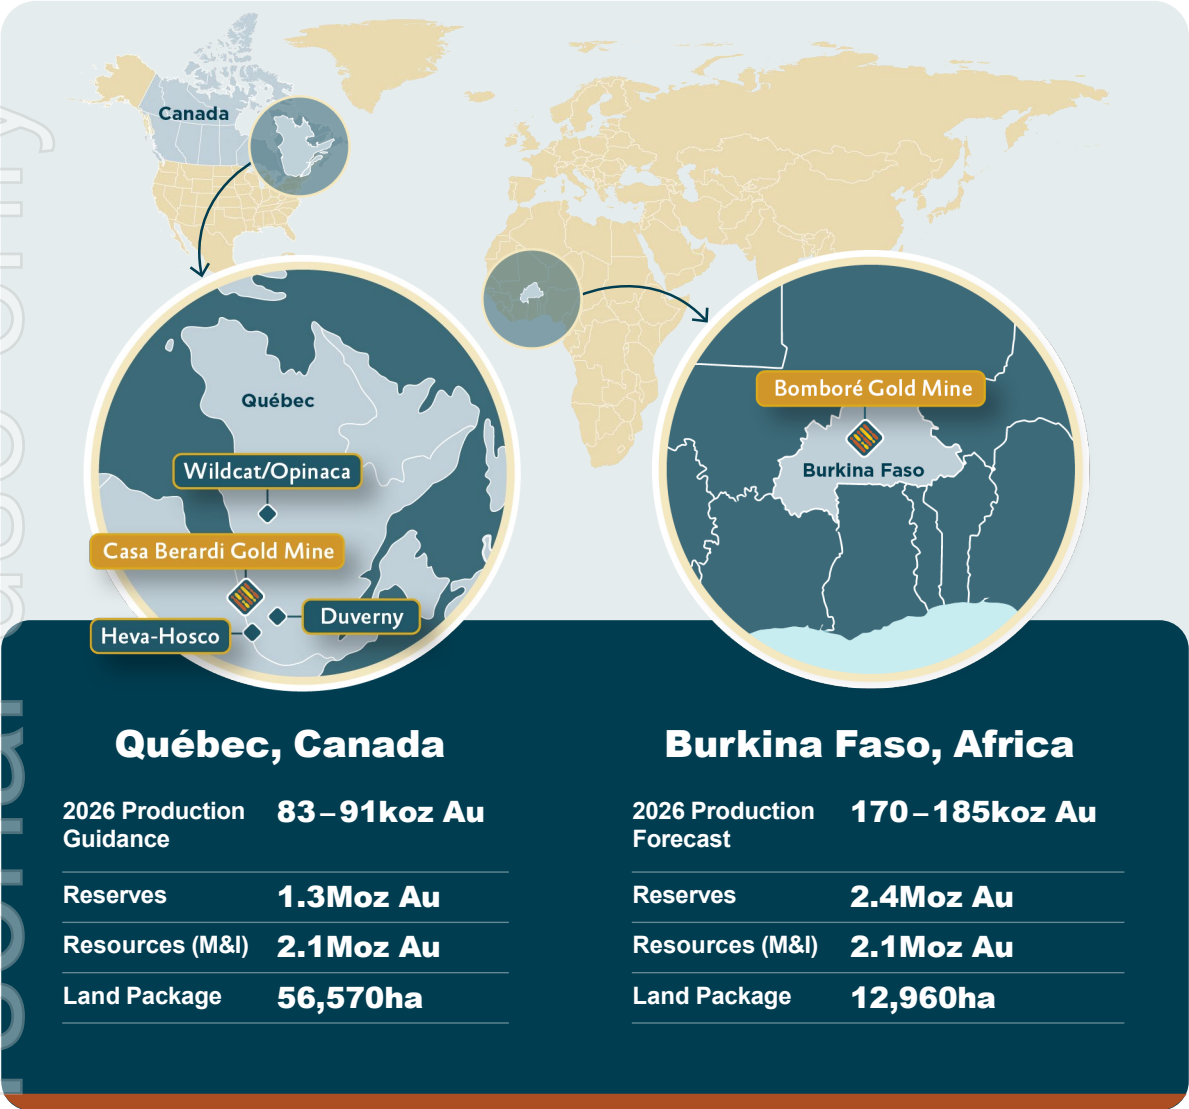 Canada
Québec
Wildcat/Opinaca
Casa Berardi Gold Mine
Duverny
Heva-Hosco
Bomboré Gold Mine
Burkina Faso
Québec, Canada
2026 Production
Guidance
83–91koz Au
Reserves
1.3Moz Au
Resources (M&I)
2.1Moz Au
Land Package
56,570ha
Burkina Faso, Africa
2026 Production
Forecast
170–185koz Au
Reserves
2.4Moz Au
Resources (M&I)
2.1Moz Au
Land Package
12,960ha